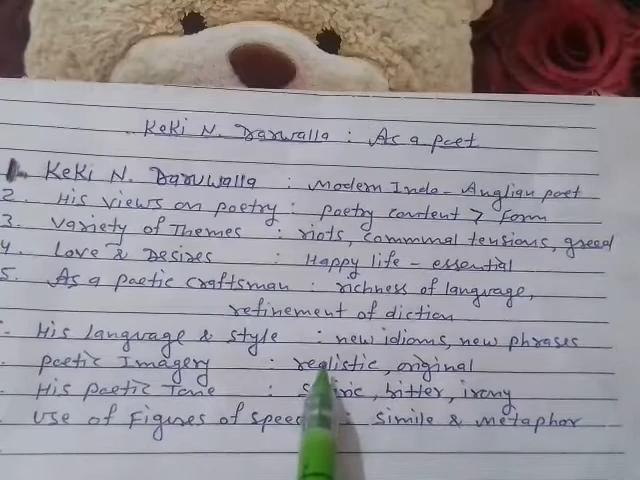 Keki N. Daruwalla : As a poet
1. Keki N. Daruwalla : Modern Indo-Anglian poet
2. His views on poetry : poetry content > form
3. Variety of Themes : riots, communal tensions, greed
4. Love & Desires : Happy life - essential
5. As a poetic craftsman : richness of language,
refinement of diction
His language & style : new idioms, new phrases
Poetic Imagery : realistic, original
His Poetic Tone : bitter, irony
Use of Figures of : Simile & metaphor